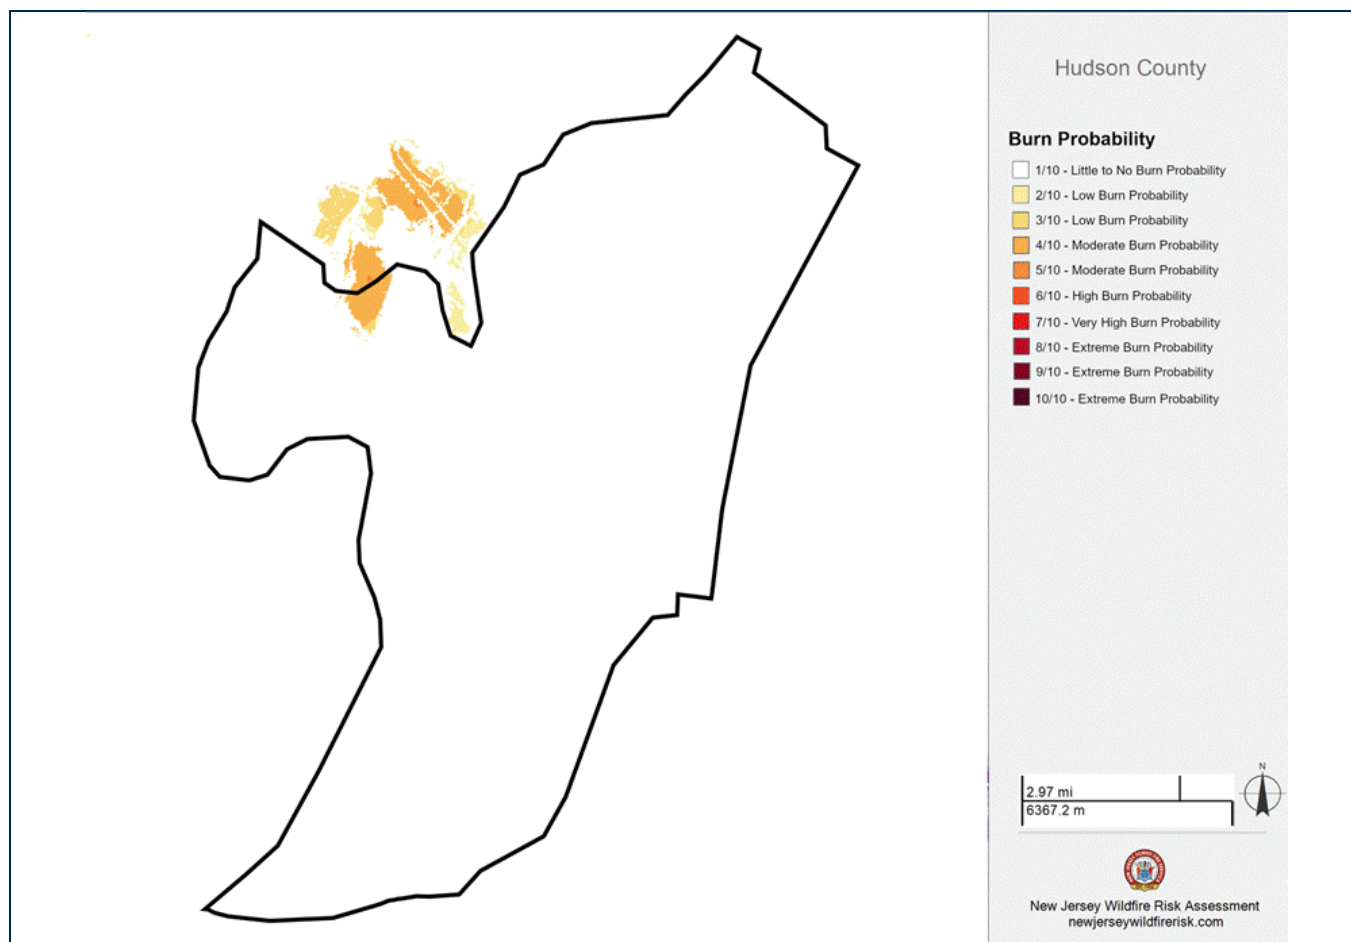 Hudson County
Burn Probability
1/10 - Little to No Burn Probability
2/10 - Low Burn Probability
3/10 - Low Burn Probability
4/10 - Moderate Burn Probability
5/10 - Moderate Burn Probability
6/10 - High Burn Probability
7/10 - Very High Burn Probability
8/10 - Extreme Burn Probability
9/10 - Extreme Burn Probability
10/10 - Extreme Burn Probability
N
2.97 mi
6367.2 m
New Jersey Wildfire Risk Assessment
newjerseywildfirerisk.com